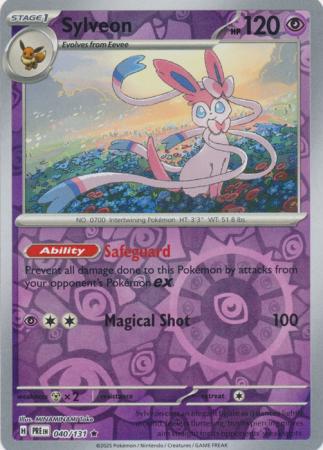 STAGE 1
Sylveon
HP 120
Evolves from Eevee
NO. 0700 Intertwining Pokémon HT: 3'3" WT: 51.8 lbs.
Ability Safeguard
Prevent all damage done to this Pokémon by attacks
from your opponent's Pokémon ex.
Magical Shot 100
weakness ×2 resistance retreat
Illus. MINAMINAMI Take
H PRE EN 040/131 ★
©2025 Pokémon / Nintendo / Creatures / GAME FREAK